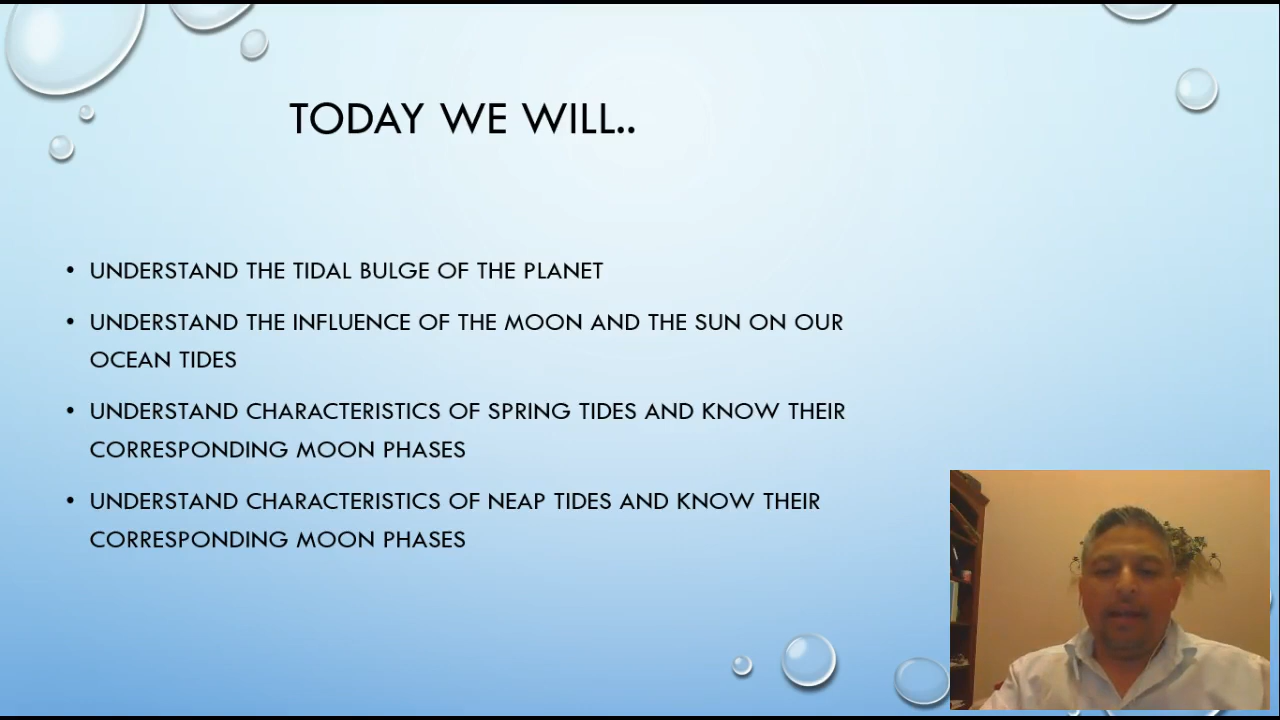 TODAY WE WILL..
• UNDERSTAND THE TIDAL BULGE OF THE PLANET
• UNDERSTAND THE INFLUENCE OF THE MOON AND THE SUN ON OUR
OCEAN TIDES
• UNDERSTAND CHARACTERISTICS OF SPRING TIDES AND KNOW THEIR
CORRESPONDING MOON PHASES
• UNDERSTAND CHARACTERISTICS OF NEAP TIDES AND KNOW THEIR
CORRESPONDING MOON PHASES